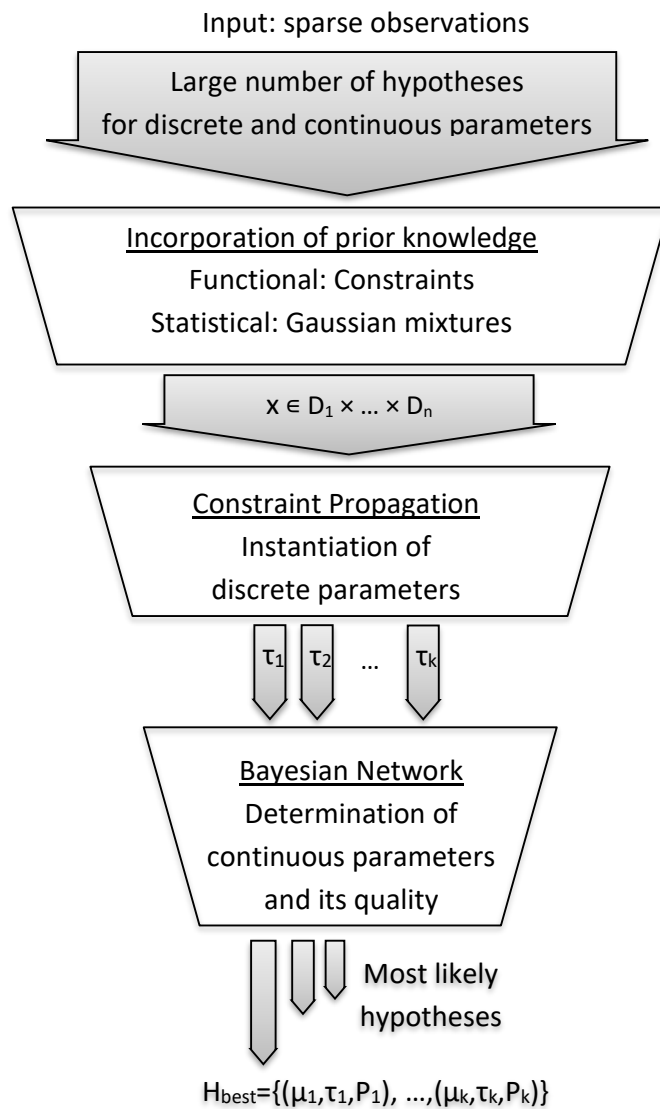 Input: sparse observations
Large number of hypotheses
for discrete and continuous parameters
Incorporation of prior knowledge
Functional: Constraints
Statistical: Gaussian mixtures
x ∈ D₁ × … × Dₙ
Constraint Propagation
Instantiation of
discrete parameters
τ₁ τ₂ … τₖ
Bayesian Network
Determination of
continuous parameters
and its quality
Most likely
hypotheses
H_best={(μ₁,τ₁,P₁), …,(μₖ,τₖ,Pₖ)}